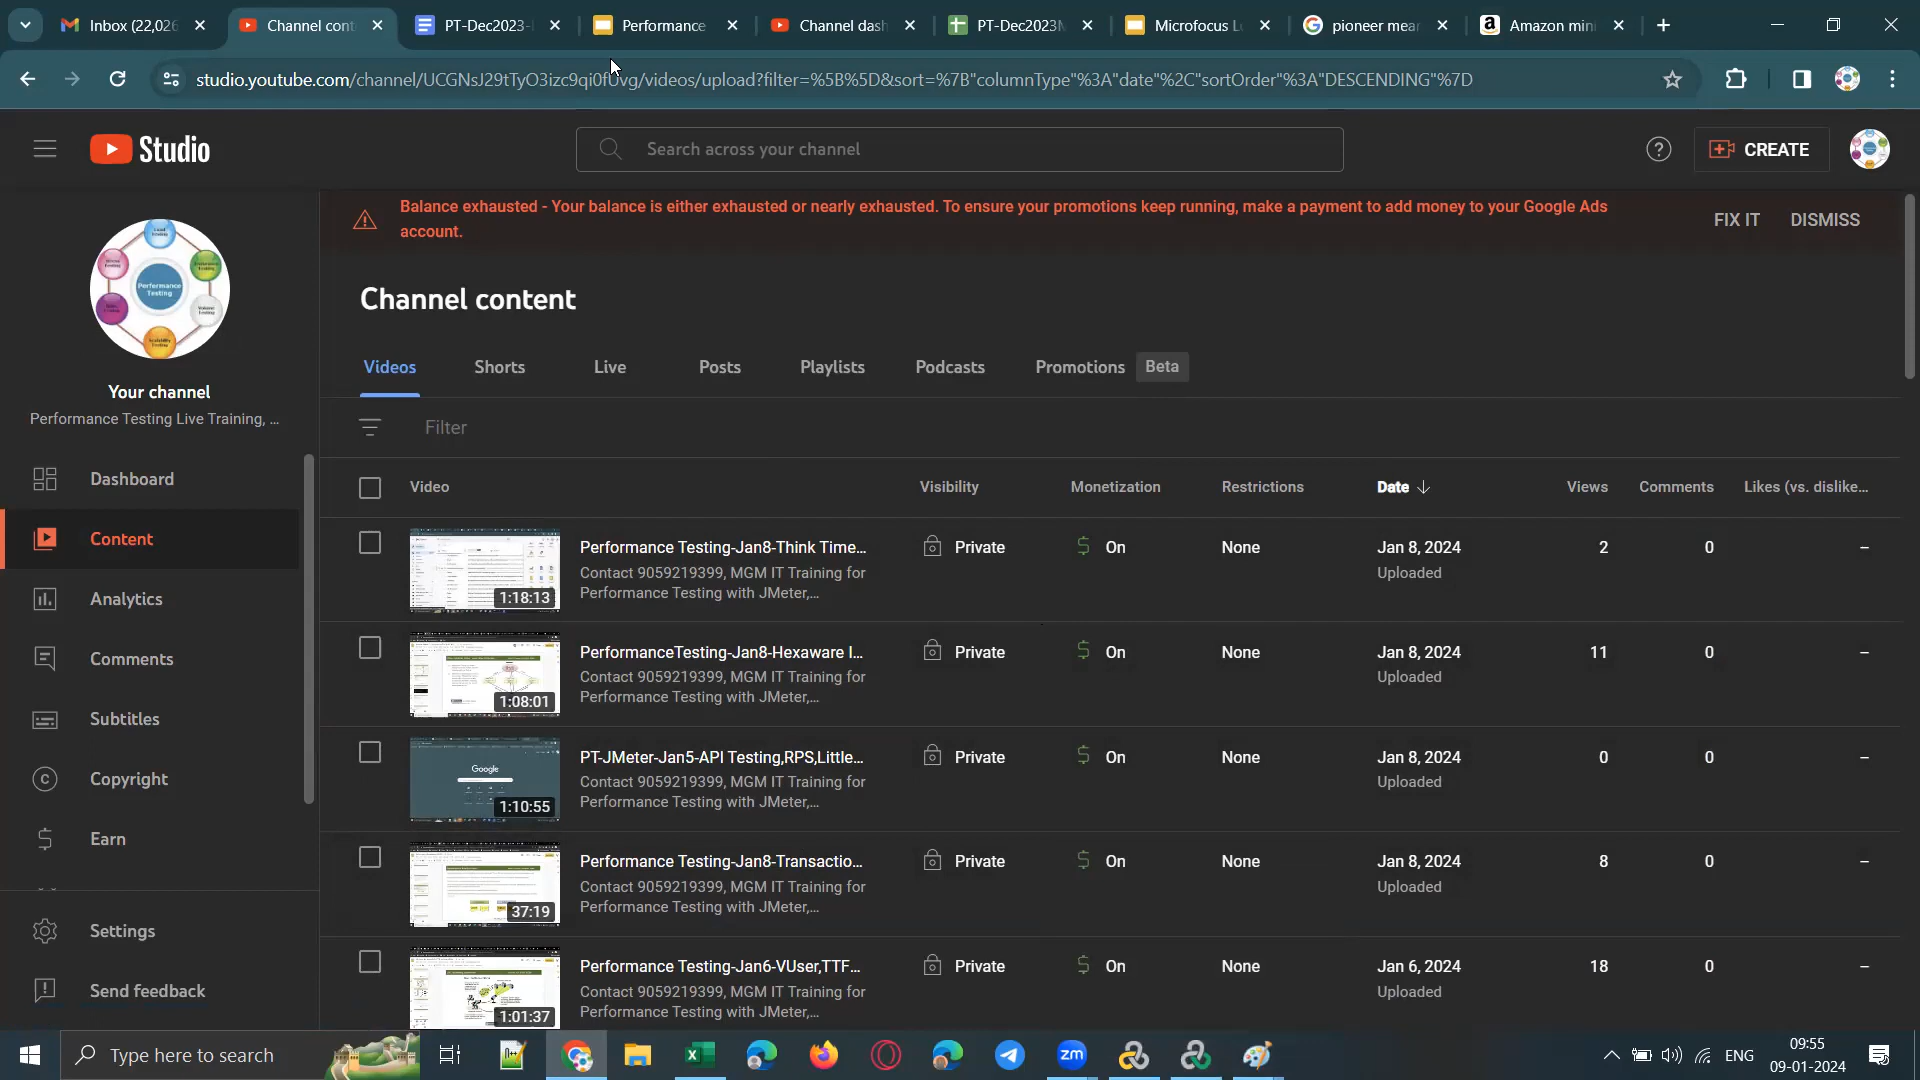 Inbox (22,026
Channel cont
PT-Dec2023-
Performance
Channel dash
PT-Dec2023M
Microfocus L
pioneer mean
Amazon mini
studio.youtube.com/channel/UCGNsJ29tTyO3izc9qi0fUvg/videos/upload?filter=%5B%5D&sort=%7B"columnType"%3A"date"%2C"sortOrder"%3A"DESCENDING"%7D
Studio
Search across your channel
CREATE
Balance exhausted - Your balance is either exhausted or nearly exhausted. To ensure your promotions keep running, make a payment to add money to your Google Ads
account.
FIX IT
DISMISS
Performance
Testing
Your channel
Performance Testing Live Training, ...
Dashboard
Content
Analytics
Comments
Subtitles
Copyright
Earn
Settings
Send feedback
Channel content
Videos
Shorts
Live
Posts
Playlists
Podcasts
Promotions
Beta
Filter
Video
Visibility
Monetization
Restrictions
Date
Views
Comments
Likes (vs. dislike...
1:18:13
Performance Testing-Jan8-Think Time...
Contact 9059219399, MGM IT Training for
Performance Testing with JMeter,...
Private
On
None
Jan 8, 2024
Uploaded
2
0
–
1:08:01
PerformanceTesting-Jan8-Hexaware I...
Contact 9059219399, MGM IT Training for
Performance Testing with JMeter,...
Private
On
None
Jan 8, 2024
Uploaded
11
0
–
Google
1:10:55
PT-JMeter-Jan5-API Testing,RPS,Little...
Contact 9059219399, MGM IT Training for
Performance Testing with JMeter,...
Private
On
None
Jan 8, 2024
Uploaded
0
0
–
37:19
Performance Testing-Jan8-Transactio...
Contact 9059219399, MGM IT Training for
Performance Testing with JMeter,...
Private
On
None
Jan 8, 2024
Uploaded
8
0
–
1:01:37
Performance Testing-Jan6-VUser,TTF...
Contact 9059219399, MGM IT Training for
Performance Testing with JMeter,...
Private
On
None
Jan 6, 2024
Uploaded
18
0
–
Type here to search
zm
ENG
09:55
09-01-2024